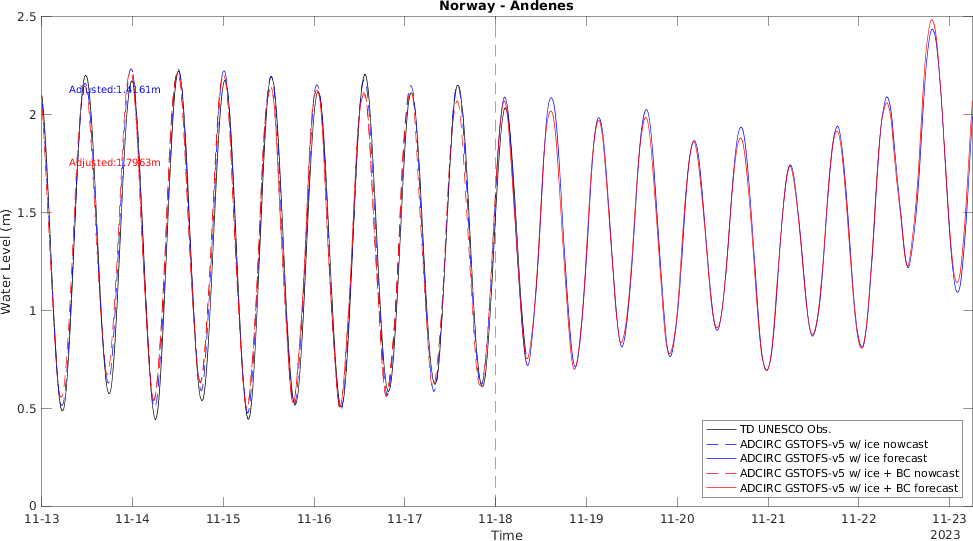 Norway - Andenes
2.5
2
1.5
1
0.5
0
Water Level (m)
Adjusted:1.4161m
Adjusted:1.7963m
TD UNESCO Obs.
ADCIRC GSTOFS-v5 w/ ice nowcast
ADCIRC GSTOFS-v5 w/ ice forecast
ADCIRC GSTOFS-v5 w/ ice + BC nowcast
ADCIRC GSTOFS-v5 w/ ice + BC forecast
11-13 11-14 11-15 11-16 11-17 11-18 11-19 11-20 11-21 11-22 11-23
Time
2023